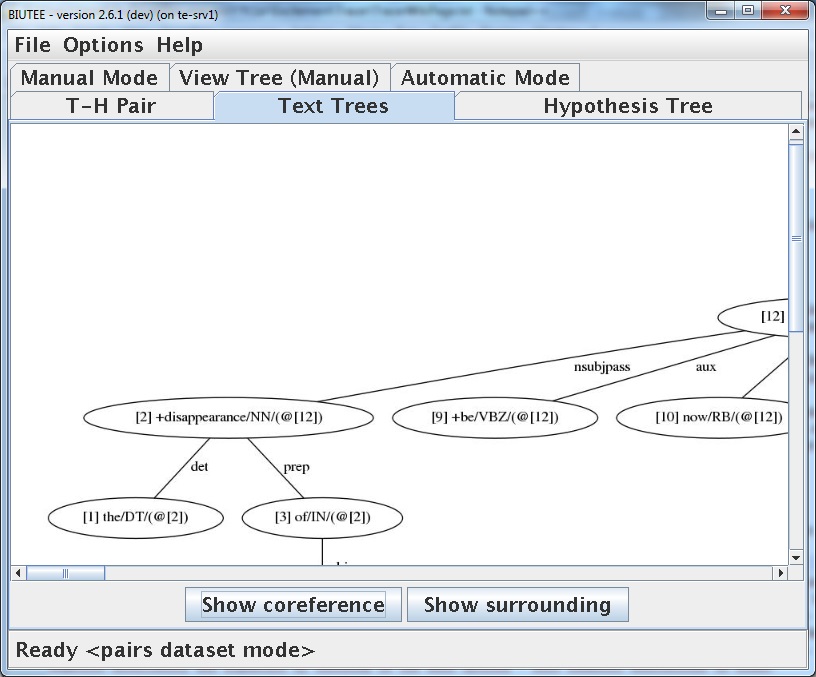 BIUTEE - version 2.6.1 (dev) (on te-srv1)
File Options Help
Manual Mode View Tree (Manual) Automatic Mode
T-H Pair Text Trees Hypothesis Tree
[12]
nsubjpass aux
[2] +disappearance/NN/(@[12]) [9] +be/VBZ/(@[12]) [10] now/RB/(@[12])
det prep
[1] the/DT/(@[2]) [3] of/IN/(@[2])
Show coreference Show surrounding
Ready <pairs dataset mode>